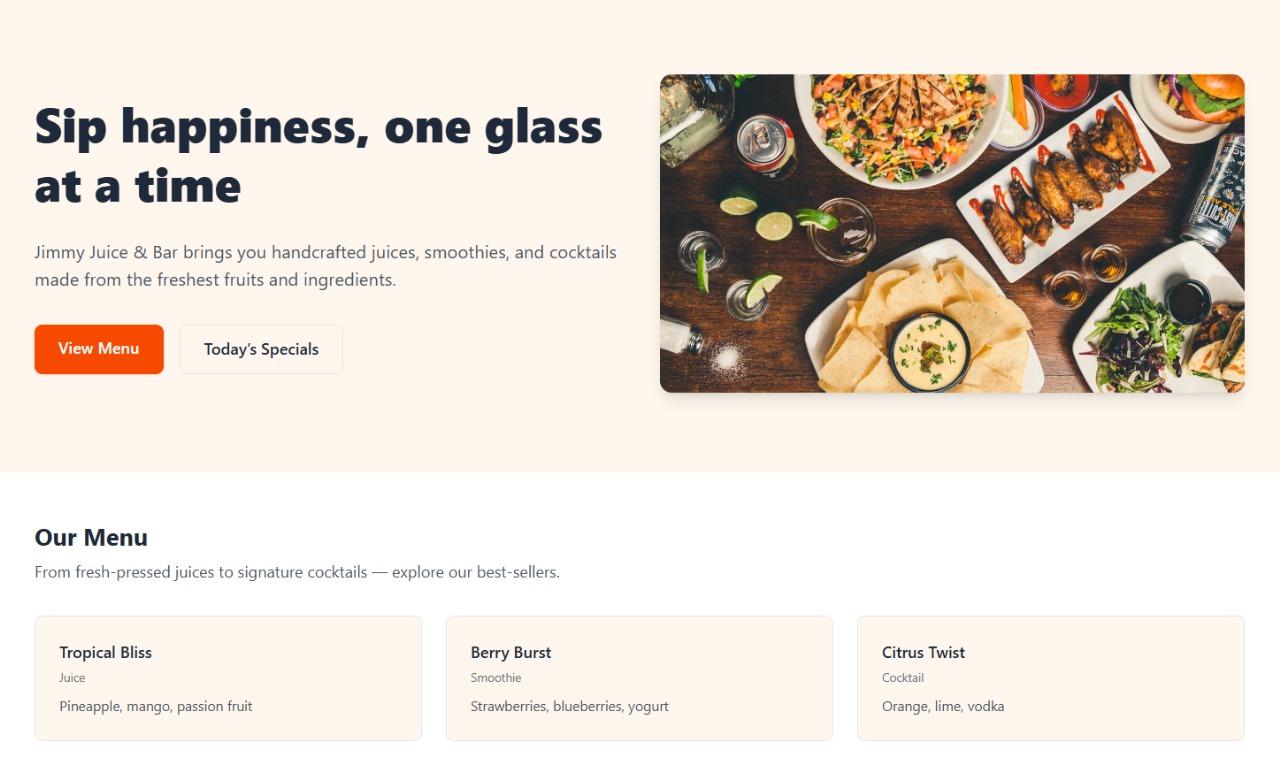 Sip happiness, one glass
at a time
Jimmy Juice & Bar brings you handcrafted juices, smoothies, and cocktails
made from the freshest fruits and ingredients.
View Menu
Today's Specials
Our Menu
From fresh-pressed juices to signature cocktails — explore our best-sellers.
Tropical Bliss
Juice
Pineapple, mango, passion fruit
Berry Burst
Smoothie
Strawberries, blueberries, yogurt
Citrus Twist
Cocktail
Orange, lime, vodka